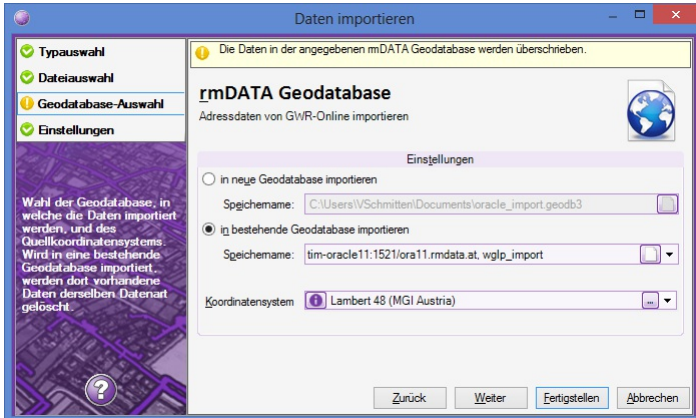 Daten importieren
Typauswahl
Dateiauswahl
Geodatabase-Auswahl
Einstellungen
Wahl der Geodatabase, in
welche die Daten importiert
werden, und des
Quellkoordinatensystems.
Wird in eine bestehende
Geodatabase importiert,
werden dort vorhandene
Daten derselben Datenart
gelöscht.
?
Die Daten in der angegebenen rmDATA Geodatabase werden überschrieben.
rmDATA Geodatabase
Adressdaten von GWR-Online importieren
Einstellungen
in neue Geodatabase importieren
Speichername: C:\Users\VSchmitten\Documents\oracle_import.geodb3
in bestehende Geodatabase importieren
Speichername: tim-oracle11:1521/ora11.rmdata.at, wglp_import
Koordinatensystem Lambert 48 (MGI Austria) ...
Zurück Weiter Fertigstellen Abbrechen